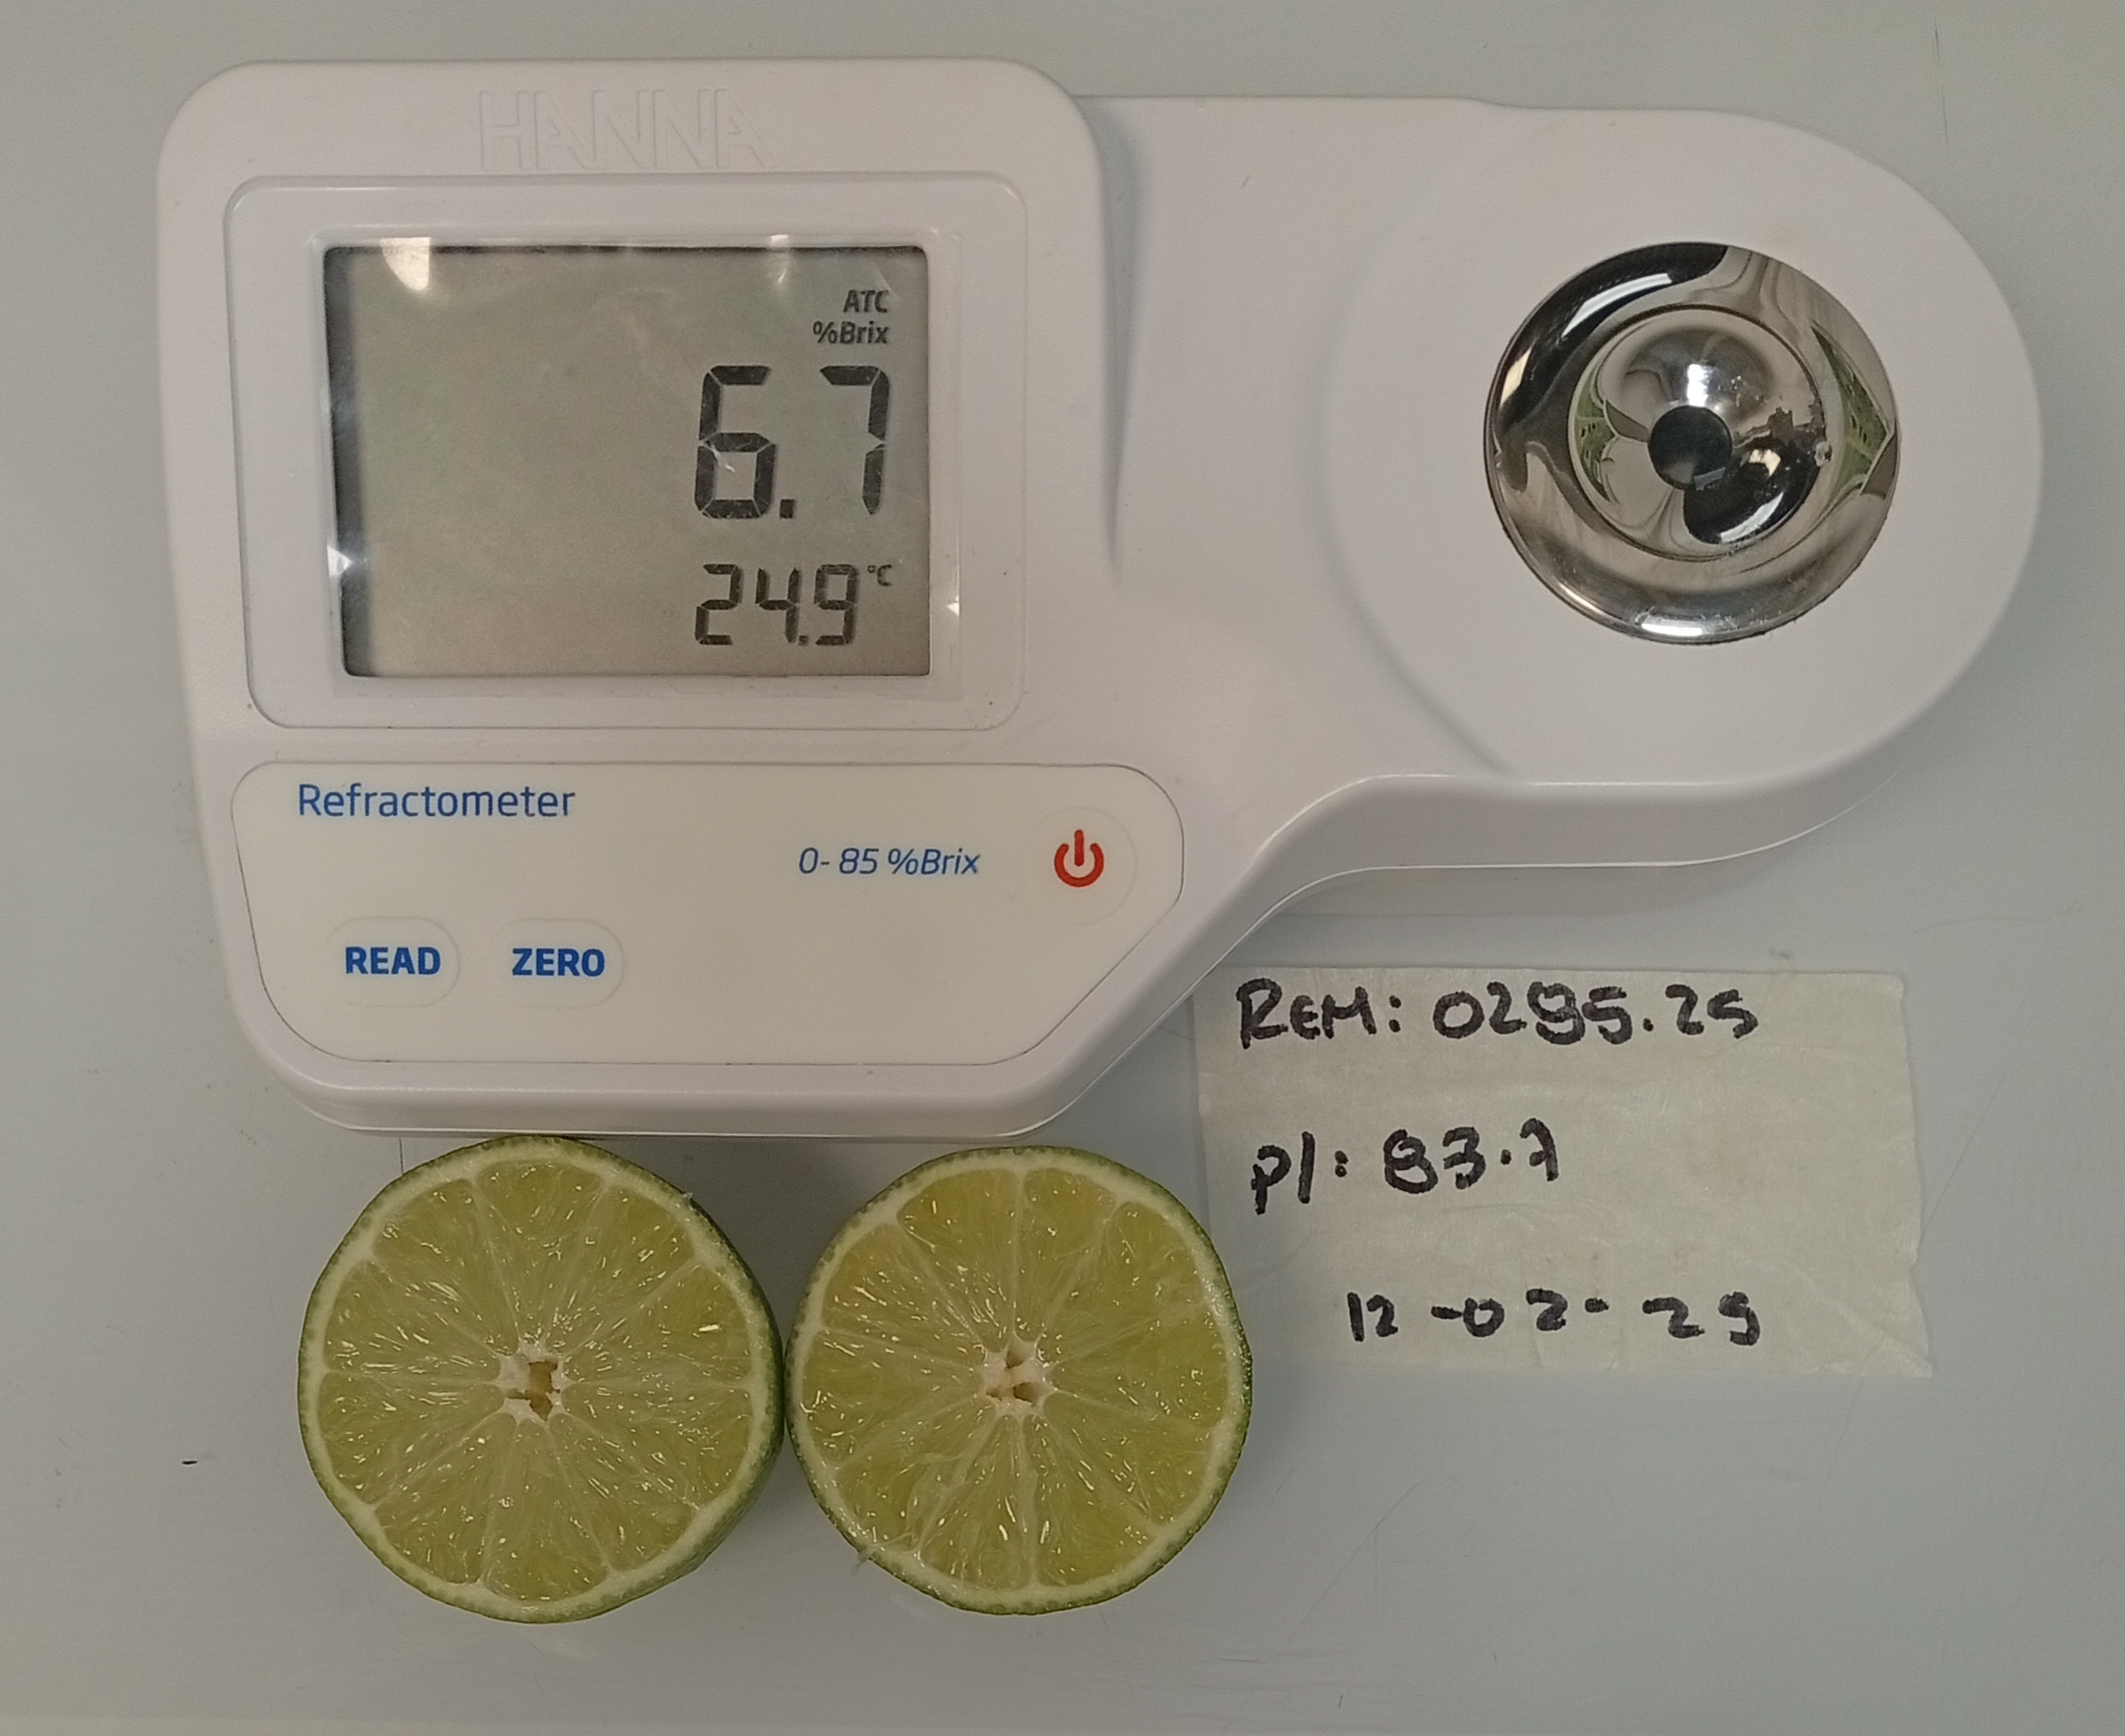 HANNA
ATC
%Brix
6.7
24.9 °C
Refractometer
0- 85 %Brix
READ
ZERO
REM: 0295.25
P/: 83.7
12-02-25